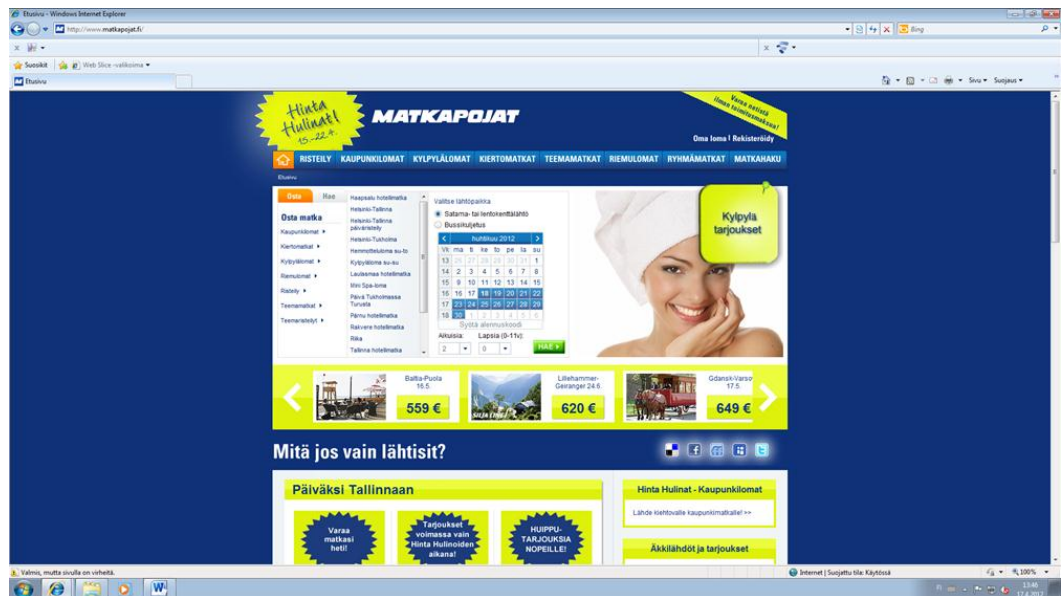 Etusivu - Windows Internet Explorer
http://www.matkapojat.fi/
Bing
Suosikit
Web Slice -valikoima
Etusivu
Sivu
Suojaus
Hinta
Hulinat!
15.-22.4.
MATKAPOJAT
Varaa netistä
ilman toimitusmaksua!
Oma loma | Rekisteröidy
RISTEILY KAUPUNKILOMAT KYLPYLÄLOMAT KIERTOMATKAT TEEMAMATKAT RIEMULOMAT RYHMÄMATKAT MATKAHAKU
Etusivu
Osta
Hae
Osta matka
Kaupunkilomat
Kiertomatkat
Kylpylälomat
Riemulomat
Risteily
Teemamatkat
Teemaristeilyt
Haapsalu hotellimatka
Helsinki-Tallinna
Helsinki-Tallinna
päiväristeily
Helsinki-Tukholma
Hemmotteluloma su-to
Kylpyläloma su-su
Laulasmaa hotellimatka
Mini Spa-loma
Päivä Tukholmassa
Turusta
Pärnu hotellimatka
Rakvere hotellimatka
Riika
Tallinna hotellimatka
Valitse lähtöpaikka
Satama- tai lentokenttälähtö
Bussikuljetus
huhtikuu 2012
Vk ma ti ke to pe la su
13 26 27 28 29 30 31 1
14 2 3 4 5 6 7 8
15 9 10 11 12 13 14 15
16 16 17 18 19 20 21 22
17 23 24 25 26 27 28 29
18 30 1 2 3 4 5 6
Syötä alennuskoodi
Aikuisia: Lapsia (0-11v):
2 0
HAE
Kylpylä
tarjoukset
Baltia-Puola
16.5.
559 €
SILJA LINE
Lillehammer-
Geiranger 24.6.
620 €
Gdansk-Varso
17.5.
649 €
Mitä jos vain lähtisit?
Päiväksi Tallinnaan
Varaa
matkasi
heti!
Tarjoukset
voimassa vain
Hinta Hulinoiden
aikana!
HUIPPU-
TARJOUKSIA
NOPEILLE!
Hinta Hulinat - Kaupunkilomat
Lähde kiehtovalle kaupunkimatkalle! >>
Äkkilähdöt ja tarjoukset
Valmis, mutta sivulla on virheitä.
Internet | Suojattu tila: Käytössä
100%
FI
13:46
17.4.2012